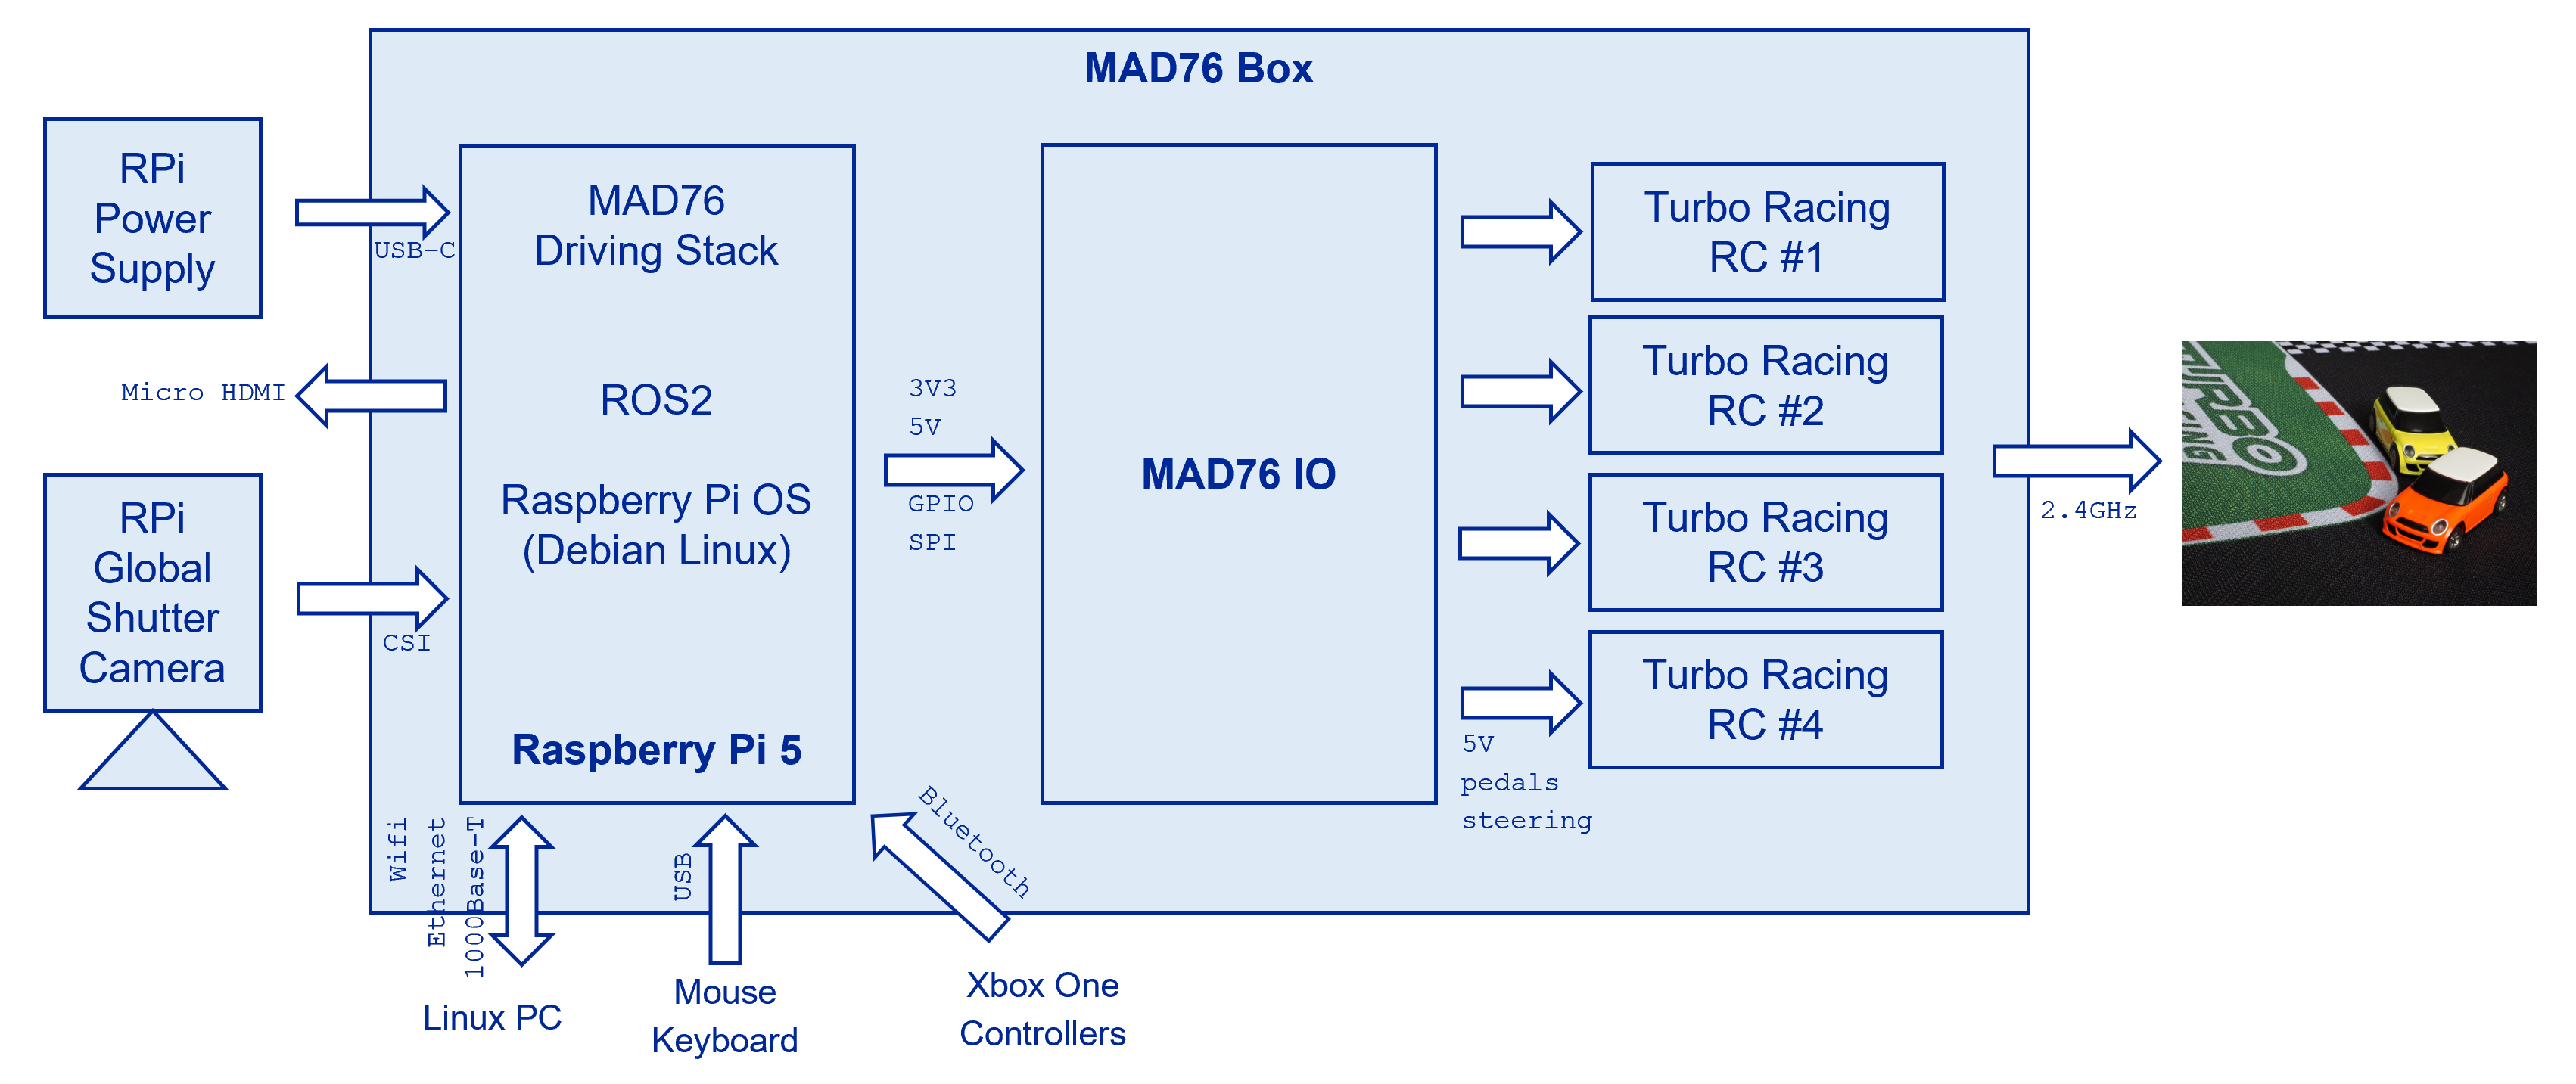 MAD76 Box
RPi
Power
Supply
USB-C
Micro HDMI
RPi
Global
Shutter
Camera
CSI
MAD76
Driving Stack
ROS2
Raspberry Pi OS
(Debian Linux)
Raspberry Pi 5
3V3
5V
GPIO
SPI
MAD76 IO
Turbo Racing
RC #1
Turbo Racing
RC #2
Turbo Racing
RC #3
Turbo Racing
RC #4
5V
pedals
steering
2.4GHz
Wifi
Ethernet
1000Base-T
USB
Bluetooth
Linux PC
Mouse
Keyboard
Xbox One
Controllers